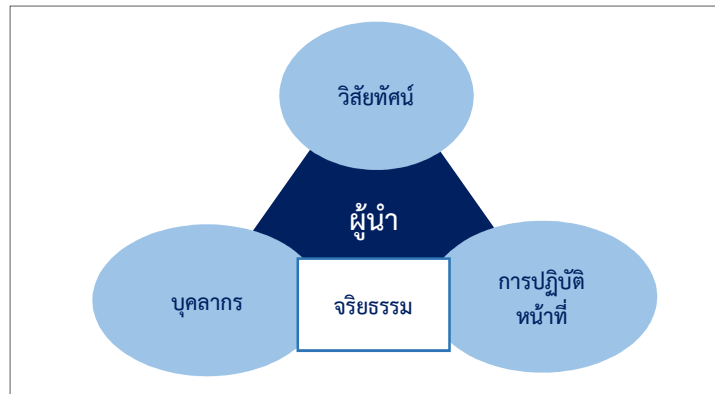 วิสัยทัศน์
ผู้นำ
บุคลากร
จริยธรรม
การปฏิบัติ
หน้าที่